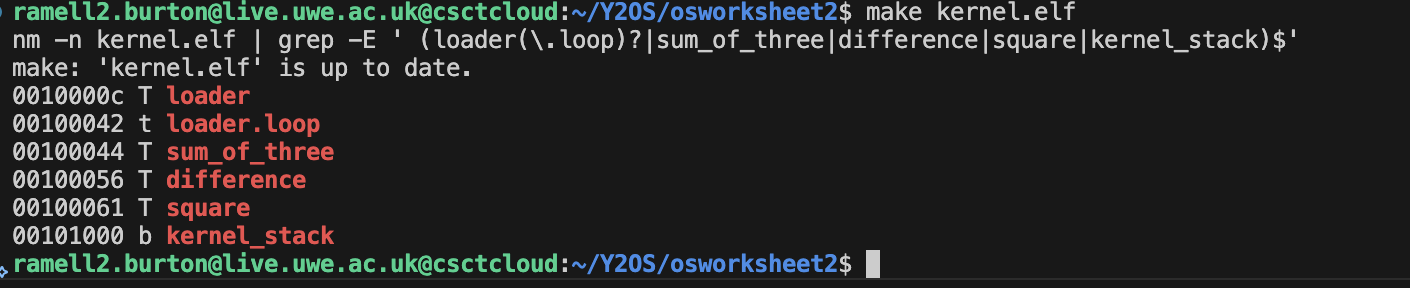 ramell2.burton@live.uwe.ac.uk@csctcloud:~/Y2OS/osworksheet2$ make kernel.elf
nm -n kernel.elf | grep -E ' (loader(\.loop)?|sum_of_three|difference|square|kernel_stack)$'
make: 'kernel.elf' is up to date.
0010000c T loader
00100042 t loader.loop
00100044 T sum_of_three
00100056 T difference
00100061 T square
00101000 b kernel_stack
ramell2.burton@live.uwe.ac.uk@csctcloud:~/Y2OS/osworksheet2$